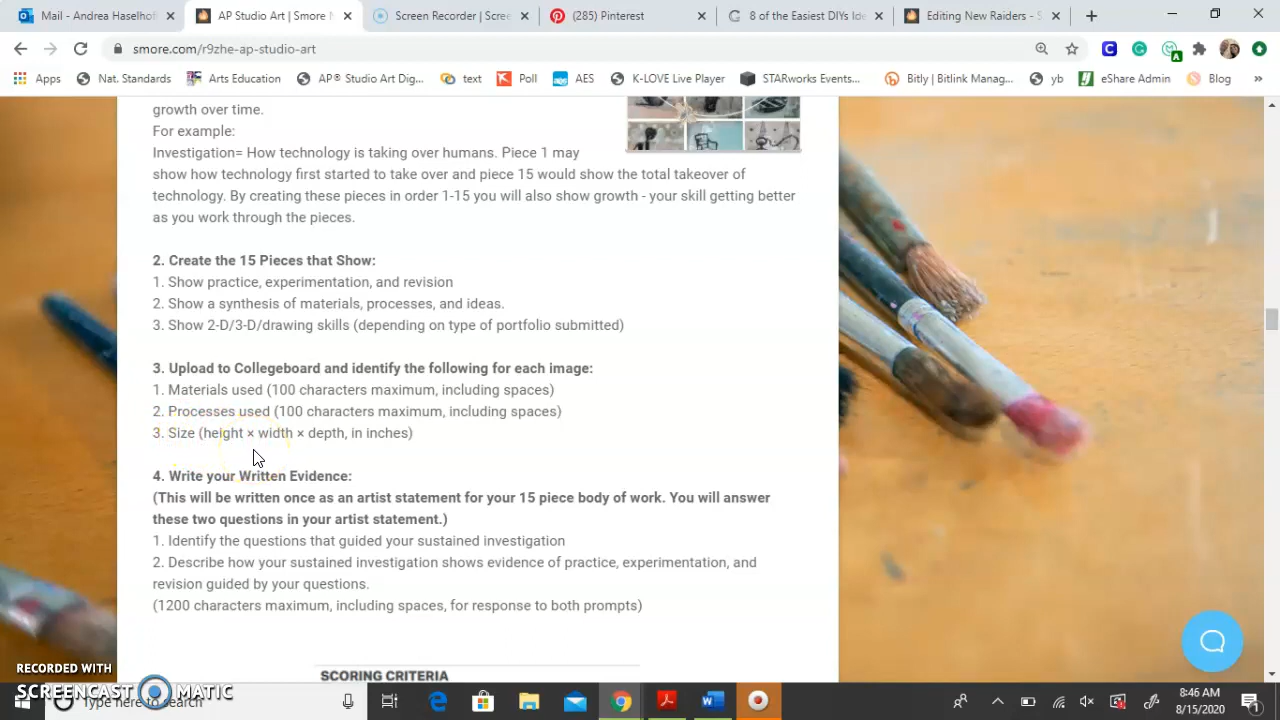 Mail - Andrea Haselhof
AP Studio Art | Smore N
Screen Recorder | Scree
(285) Pinterest
8 of the Easiest DIYs Ide
Editing New Raiders - S
smore.com/r9zhe-ap-studio-art
Apps
Nat. Standards
Arts Education
AP® Studio Art Dig...
text
Poll
AES
K-LOVE Live Player
STARworks Events...
Bitly | Bitlink Manag...
yb
eShare Admin
Blog
»
growth over time.
For example:
Investigation= How technology is taking over humans. Piece 1 may
show how technology first started to take over and piece 15 would show the total takeover of
technology. By creating these pieces in order 1-15 you will also show growth - your skill getting better
as you work through the pieces.
2. Create the 15 Pieces that Show:
1. Show practice, experimentation, and revision
2. Show a synthesis of materials, processes, and ideas.
3. Show 2-D/3-D/drawing skills (depending on type of portfolio submitted)
3. Upload to Collegeboard and identify the following for each image:
1. Materials used (100 characters maximum, including spaces)
2. Processes used (100 characters maximum, including spaces)
3. Size (height × width × depth, in inches)
4. Write your Written Evidence:
(This will be written once as an artist statement for your 15 piece body of work. You will answer
these two questions in your artist statement.)
1. Identify the questions that guided your sustained investigation
2. Describe how your sustained investigation shows evidence of practice, experimentation, and
revision guided by your questions.
(1200 characters maximum, including spaces, for response to both prompts)
SCORING CRITERIA
RECORDED WITH
SCREENCAST MATIC
Type here to search
8:46 AM
8/15/2020